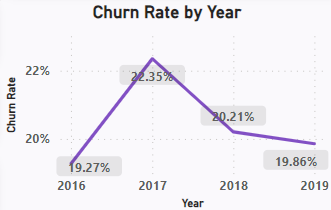 Churn Rate by Year
Churn Rate
22%
20%
22.35%
20.21%
19.27%
19.86%
2016 2017 2018 2019
Year